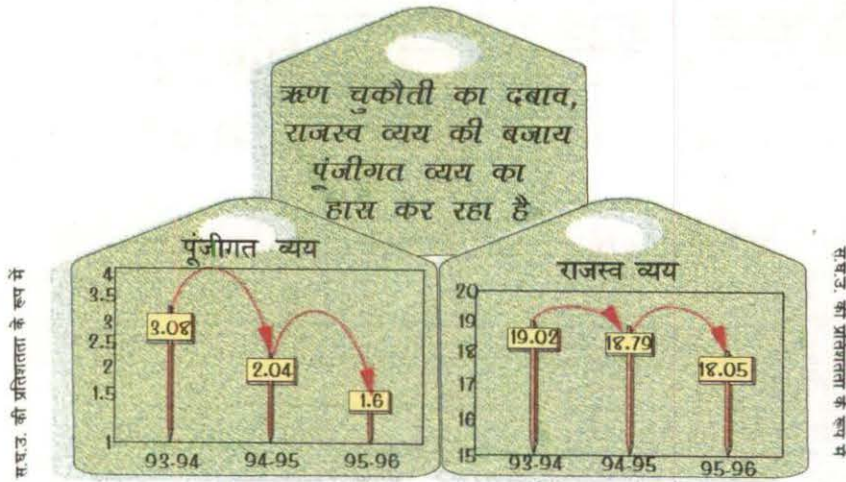 ऋण चुकौती का दबाव,
राजस्व व्यय की बजाय
पूंजीगत व्यय का
हास कर रहा है
पूंजीगत व्यय
स.घ.उ. की प्रतिशतता के रूप में
4
3.5
3
2.5
2
1.5
1
3.08
2.04
1.6
93-94 94-95 95-96
राजस्व व्यय
20
19
18
17
16
15
19.02
18.79
18.05
93-94 94-95 95-96
स.घ.उ. की प्रतिशतता के रूप में